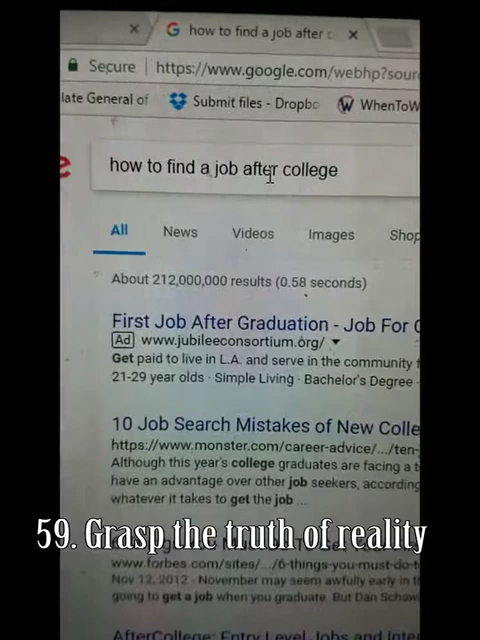 how to find a job after c
Secure
https://www.google.com/webhp?sour
late General of
Submit files - Dropbo
WhenToW
e
how to find a job after college
All
News
Videos
Images
Shop
About 212,000,000 results (0.58 seconds)
First Job After Graduation - Job For C
Ad www.jubileeconsortium.org/
Get paid to live in L.A. and serve in the community f
21-29 year olds · Simple Living · Bachelor's Degree ·
10 Job Search Mistakes of New Colle
https://www.monster.com/career-advice/.../ten-
Although this year's college graduates are facing a t
have an advantage over other job seekers, according
whatever it takes to get the job ...
59. Grasp the truth of reality
www.forbes.com/sites/.../6-things-you-must-do-t
Nov 12, 2012 - November may seem awfully early in t
going to get a job when you graduate. But Dan Schaw
AfterCollege: Entry Level Jobs and Inter